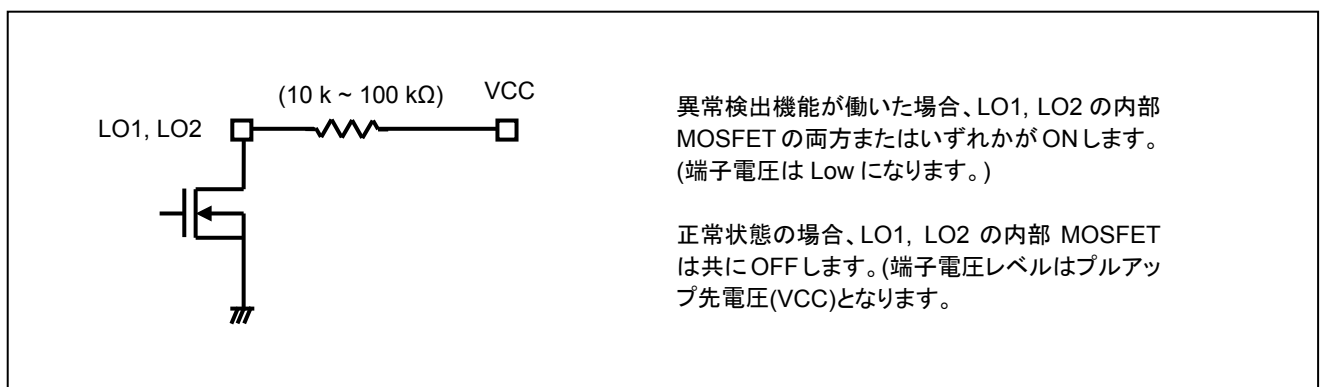 (10 k ~ 100 kΩ)
VCC
LO1, LO2
異常検出機能が働いた場合、LO1, LO2 の内部
MOSFET の両方またはいずれかが ON します。
(端子電圧は Low になります。)
正常状態の場合、LO1, LO2 の内部 MOSFET
は共に OFF します。(端子電圧レベルはプルアッ
プ先電圧(VCC)となります。